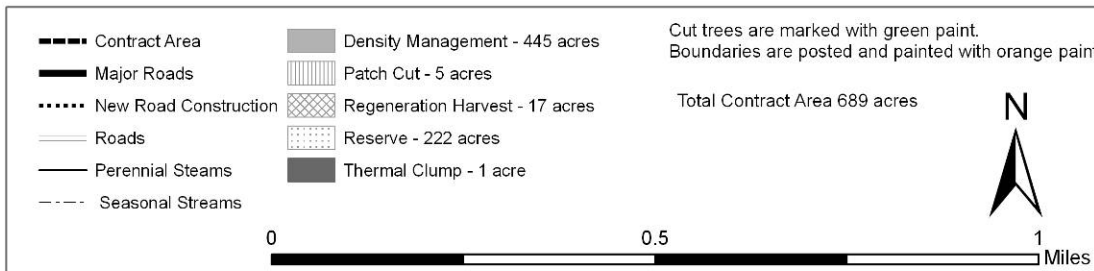 Contract Area
Major Roads
New Road Construction
Roads
Perennial Steams
Seasonal Streams
Density Management - 445 acres
Patch Cut - 5 acres
Regeneration Harvest - 17 acres
Reserve - 222 acres
Thermal Clump - 1 acre
Cut trees are marked with green paint.
Boundaries are posted and painted with orange pain
Total Contract Area 689 acres
N
0 0.5 1
Miles